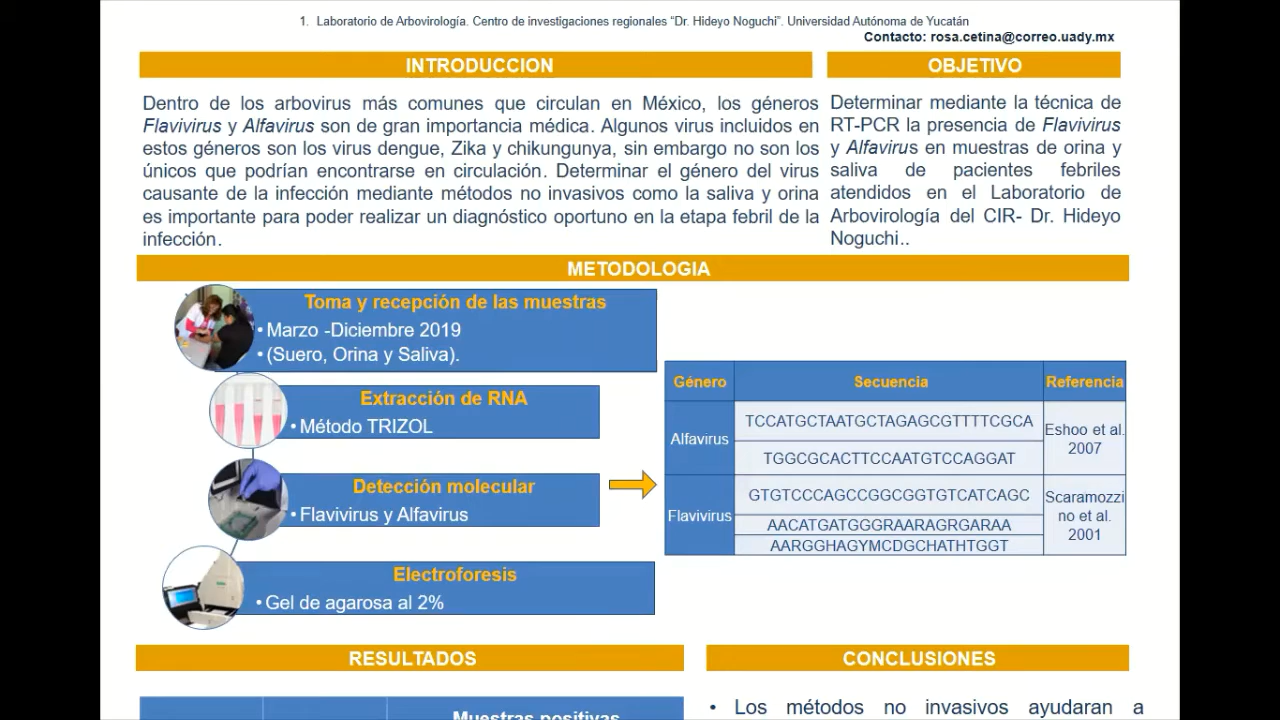 1. Laboratorio de Arbovirología. Centro de investigaciones regionales “Dr. Hideyo Noguchi”. Universidad Autónoma de Yucatán
Contacto: rosa.cetina@correo.uady.mx
INTRODUCCION
Dentro de los arbovirus más comunes que circulan en México, los géneros
Flavivirus y Alfavirus son de gran importancia médica. Algunos virus incluidos en
estos géneros son los virus dengue, Zika y chikungunya, sin embargo no son los
únicos que podrían encontrarse en circulación. Determinar el género del virus
causante de la infección mediante métodos no invasivos como la saliva y orina
es importante para poder realizar un diagnóstico oportuno en la etapa febril de la
infección.
OBJETIVO
Determinar mediante la técnica de
RT-PCR la presencia de Flavivirus
y Alfavirus en muestras de orina y
saliva de pacientes febriles
atendidos en el Laboratorio de
Arbovirología del CIR- Dr. Hideyo
Noguchi..
METODOLOGIA
Toma y recepción de las muestras
• Marzo -Diciembre 2019
• (Suero, Orina y Saliva).
Extracción de RNA
• Método TRIZOL
Detección molecular
• Flavivirus y Alfavirus
Electroforesis
• Gel de agarosa al 2%
Género Secuencia Referencia
Alfavirus
TCCATGCTAATGCTAGAGCGTTTTCGCA
TGGCGCACTTCCAATGTCCAGGAT
Eshoo et al.
2007
Flavivirus
GTGTCCCAGCCGGCGGTGTCATCAGC
AACATGATGGGRAARAGRGARAA
AARGGHAGYMCDGCHATHTGGT
Scaramozzi
no et al.
2001
RESULTADOS
Muestras positivas
CONCLUSIONES
• Los métodos no invasivos ayudaran a